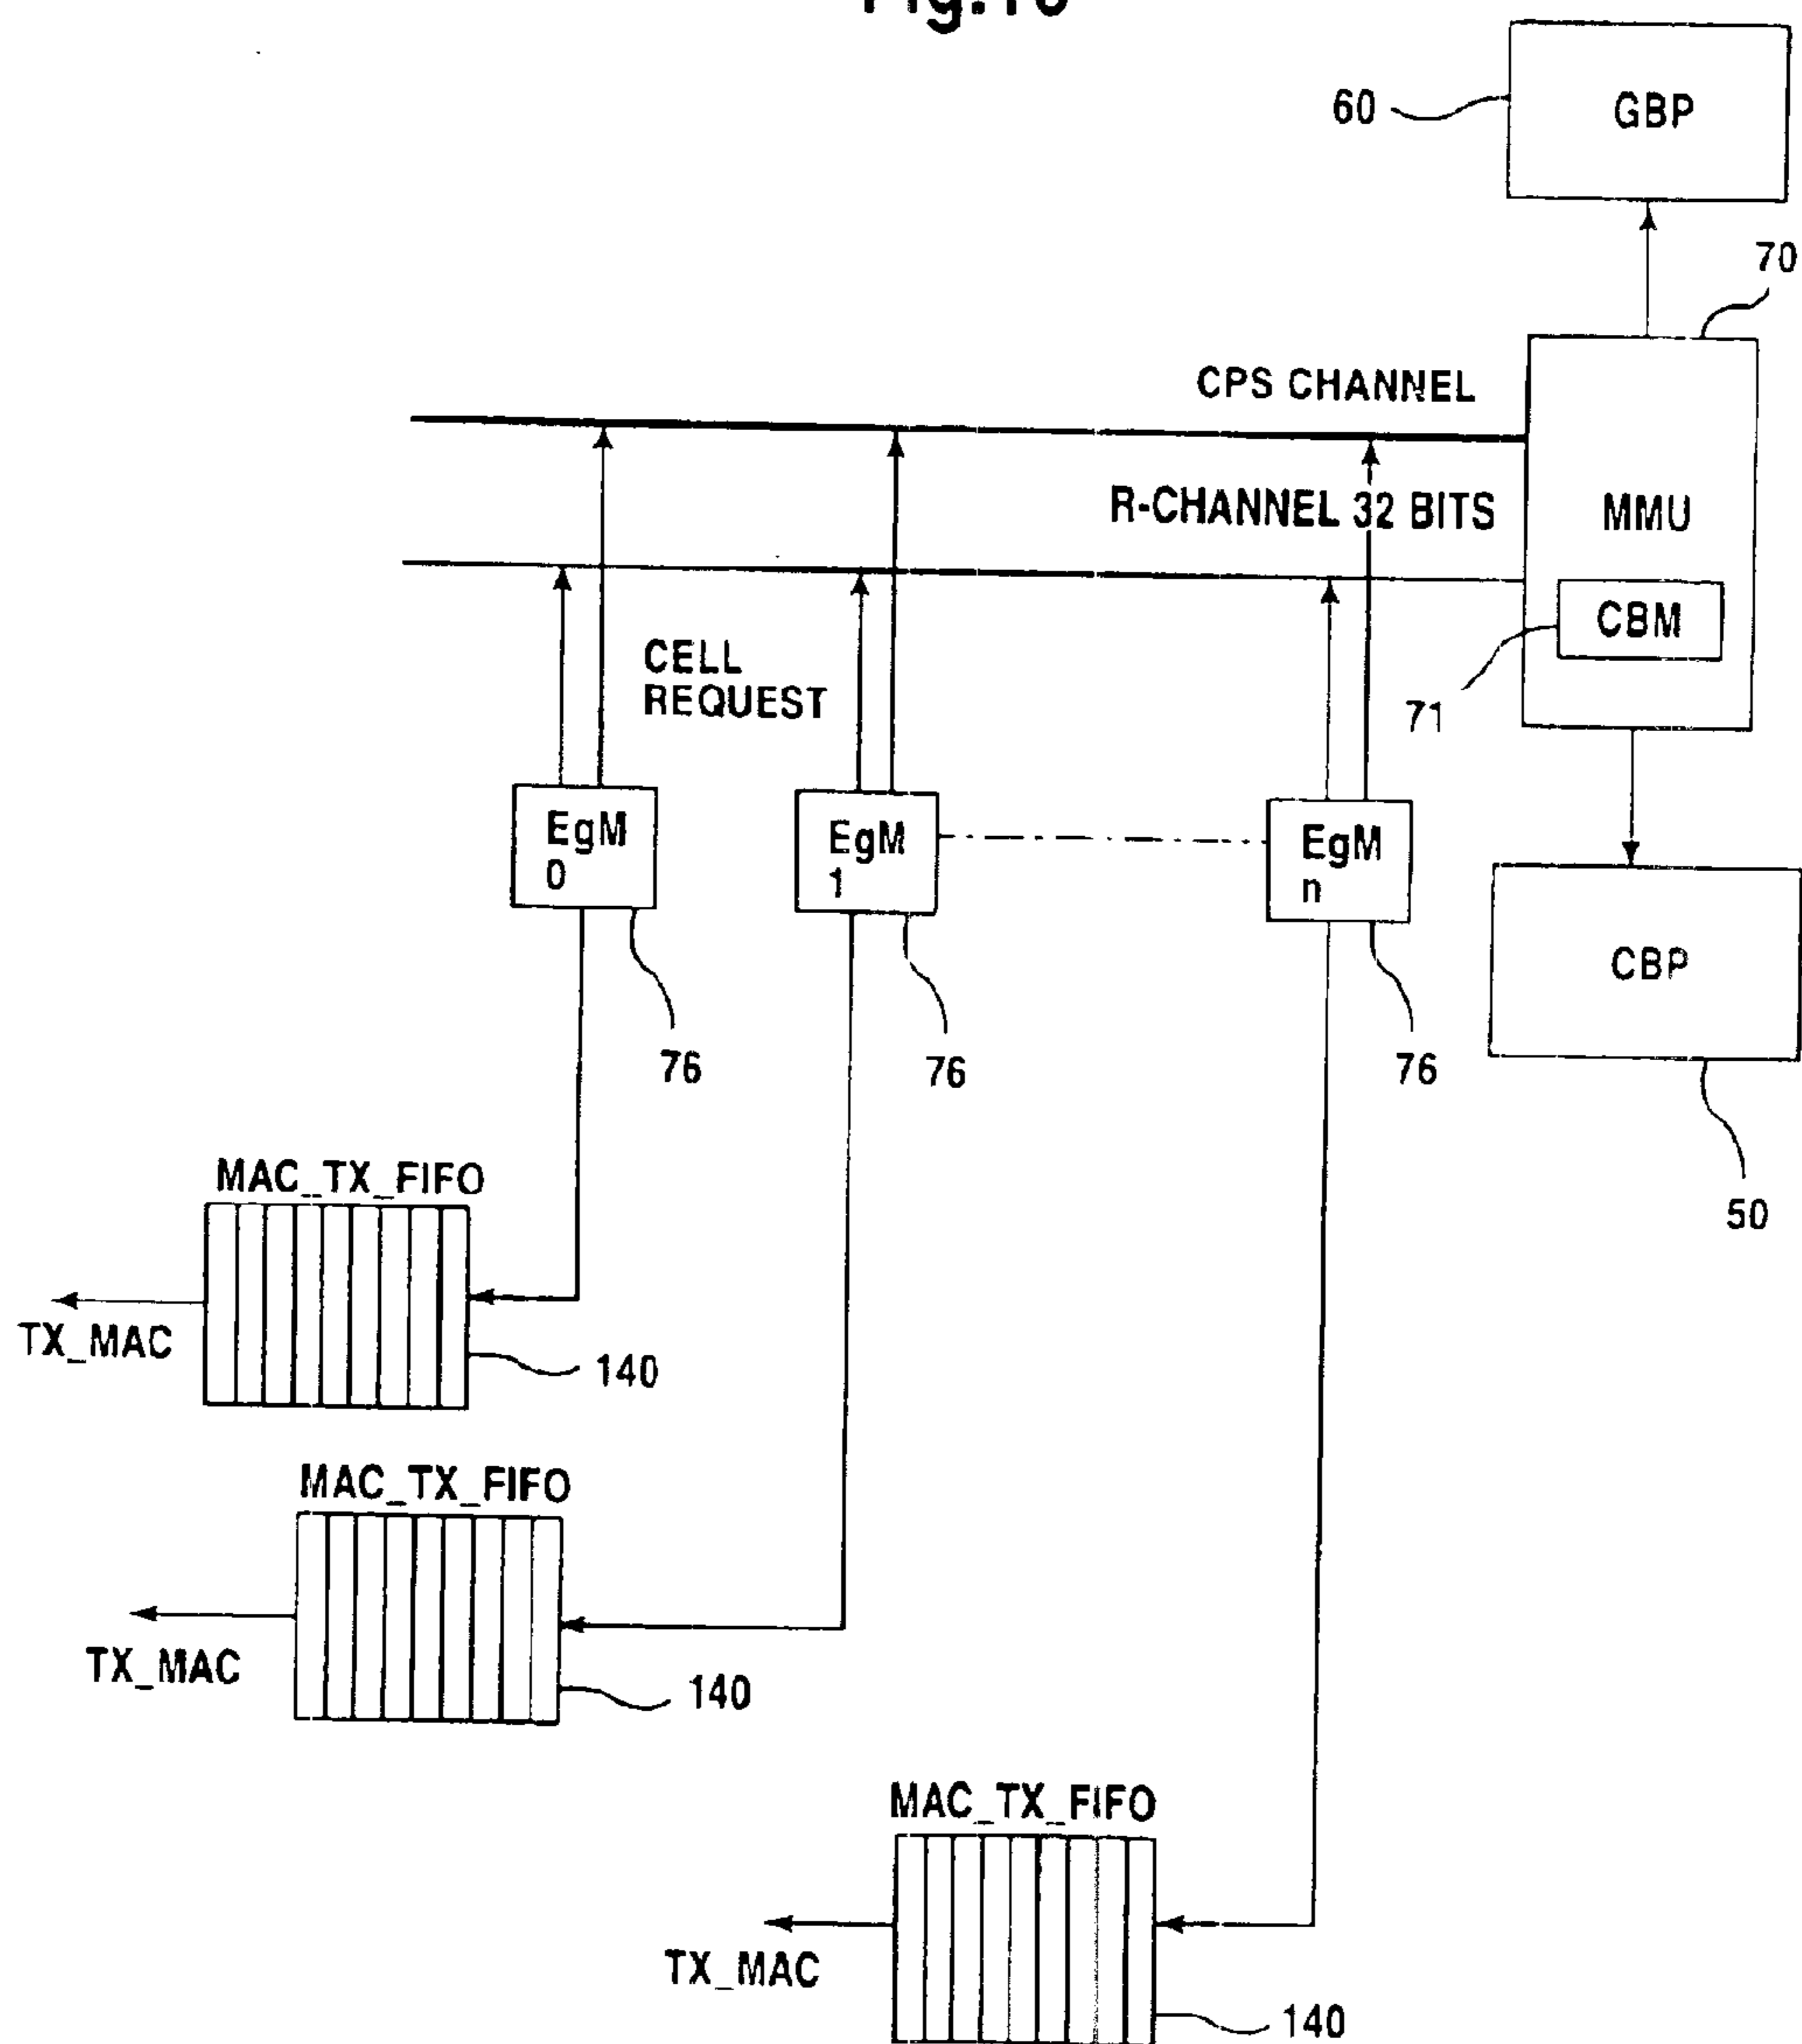 60
GBP
70
CPS CHANNEL
R-CHANNEL 32 BITS
MMU
CBM
71
CELL
REQUEST
EgM
0
EgM
1
EgM
n
CBP
76
76
76
50
MAC_TX_FIFO
TX_MAC
140
MAC_TX_FIFO
TX_MAC
140
MAC_TX_FIFO
TX_MAC
140